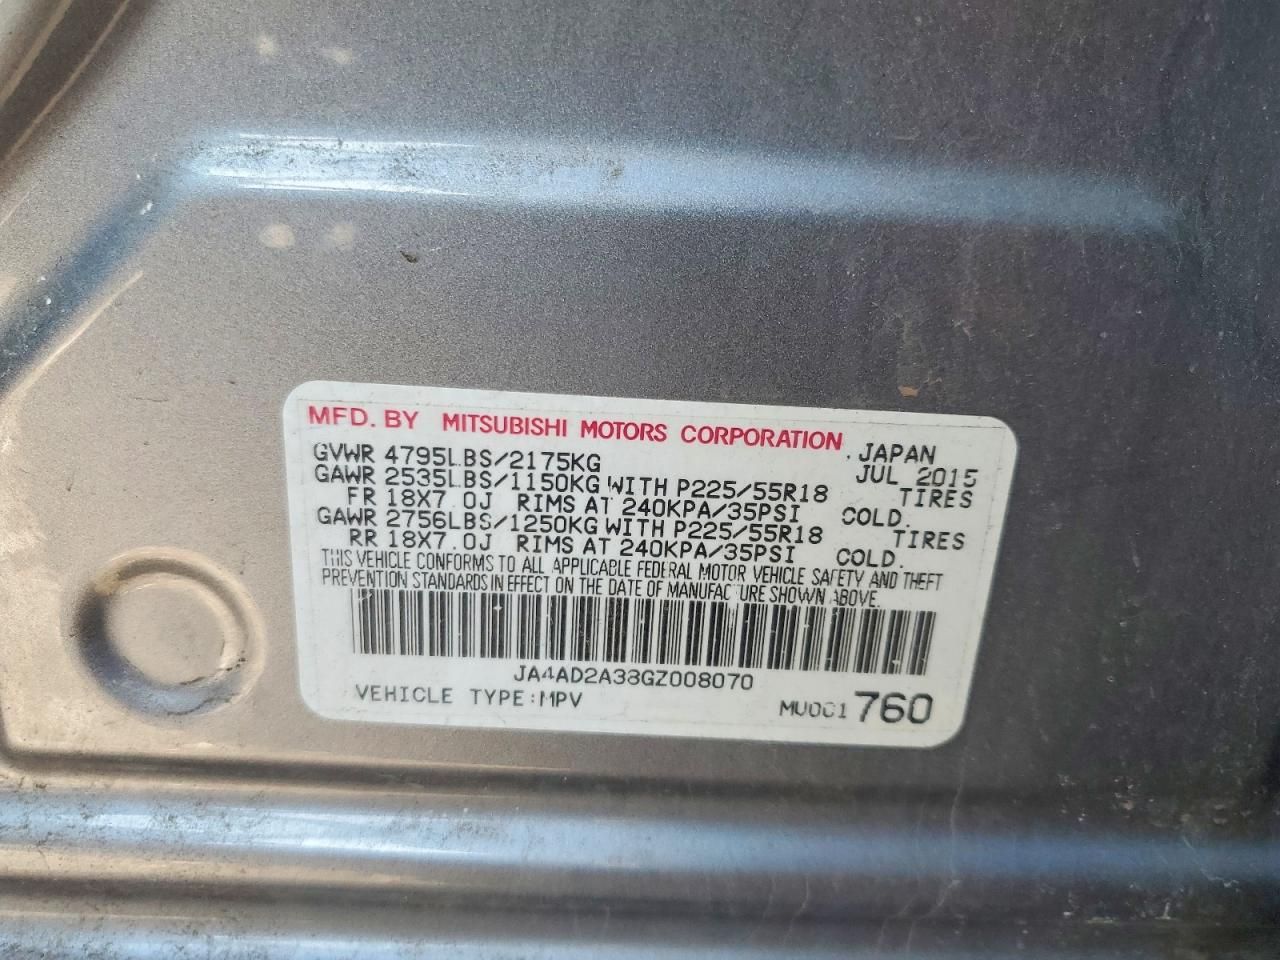 MFD. BY MITSUBISHI MOTORS CORPORATION . JAPAN
GVWR 4795LBS/2175KG JUL 2015
GAWR 2535LBS/1150KG WITH P225/55R18 TIRES
FR 18X7.0J RIMS AT 240KPA/35PSI COLD.
GAWR 2756LBS/1250KG WITH P225/55R18 TIRES
RR 18X7.0J RIMS AT 240KPA/35PSI COLD.
THIS VEHICLE CONFORMS TO ALL APPLICABLE FEDERAL MOTOR VEHICLE SAFETY AND THEFT
PREVENTION STANDARDS IN EFFECT ON THE DATE OF MANUFACTURE SHOWN ABOVE.
JA4AD2A33GZ008070
VEHICLE TYPE:MPV MU001760